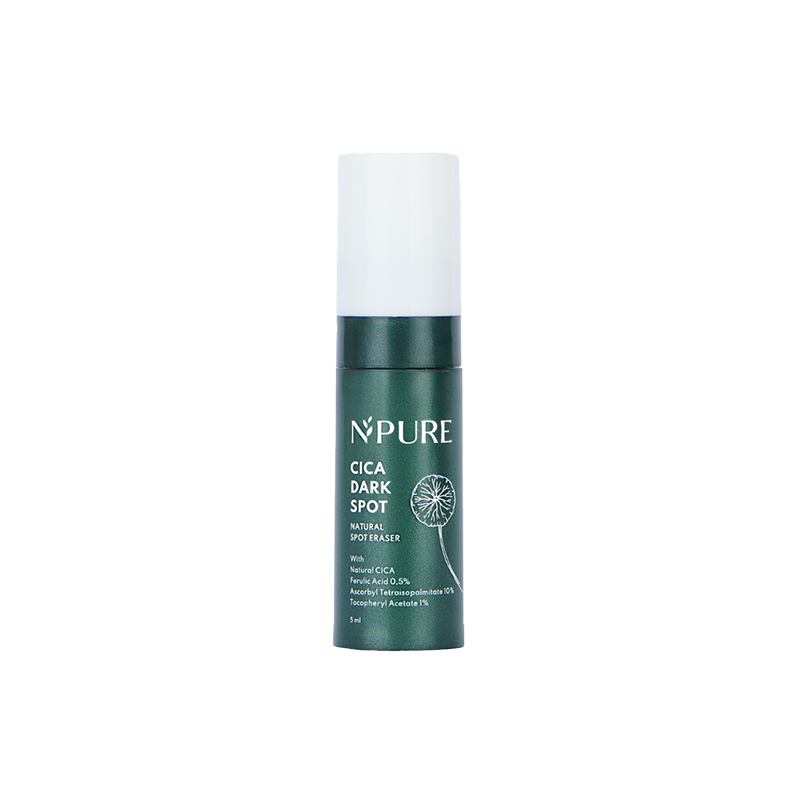 NPURE
CICA
DARK
SPOT
NATURAL
SPOT ERASER
With
Natural CICA
Ferulic Acid 0,5%
Ascorbyl Tetraisopalmitate 10%
Tocopheryl Acetate 1%
5 ml